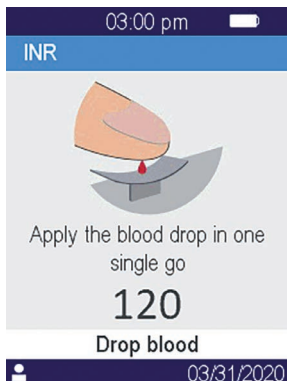 03:00 pm
INR
Apply the blood drop in one
single go
120
Drop blood
03/31/2020